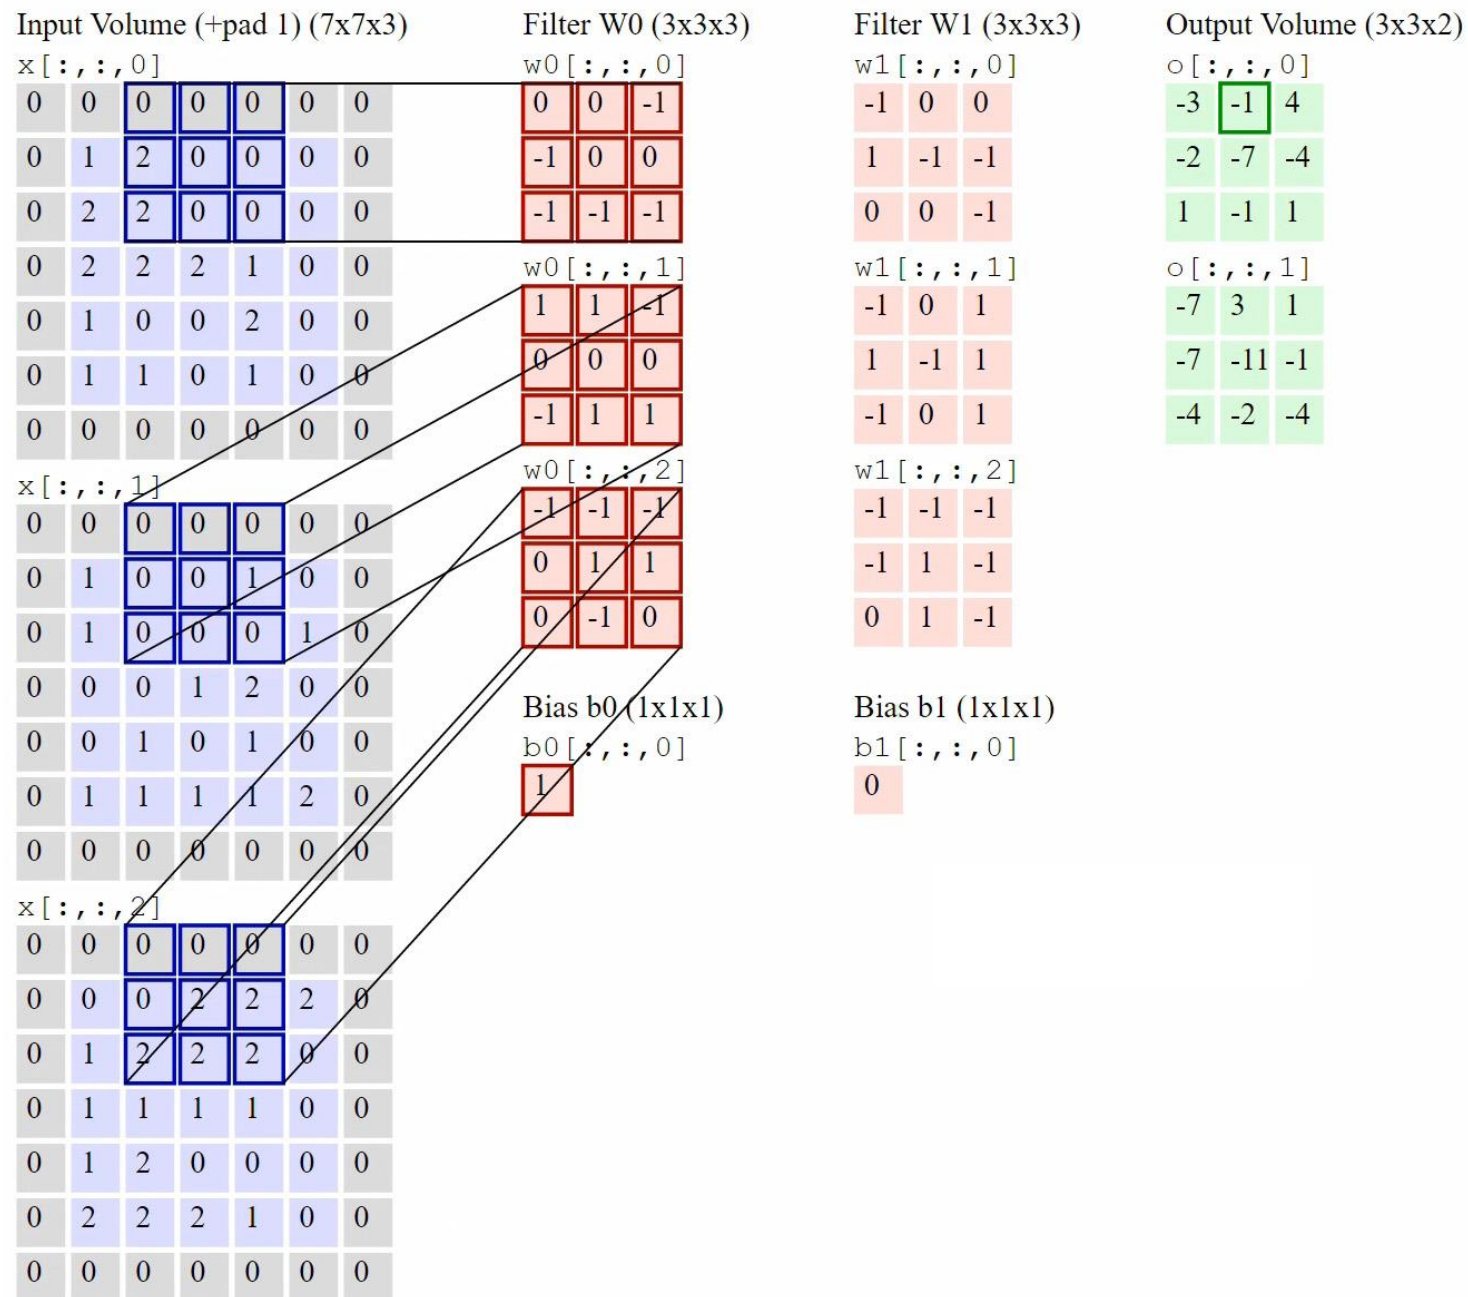 Input Volume (+pad 1) (7x7x3)
x[:,:,0]
0 0 0 0 0 0 0
0 1 2 0 0 0 0
0 2 2 0 0 0 0
0 2 2 2 1 0 0
0 1 0 0 2 0 0
0 1 1 0 1 0 0
0 0 0 0 0 0 0
x[:,:,1]
0 0 0 0 0 0 0
0 1 0 0 1 0 0
0 1 0 0 0 1 0
0 0 0 1 2 0 0
0 0 1 0 1 0 0
0 1 1 1 1 2 0
0 0 0 0 0 0 0
x[:,:,2]
0 0 0 0 0 0 0
0 0 0 2 2 2 0
0 1 2 2 2 0 0
0 1 1 1 1 0 0
0 1 2 0 0 0 0
0 2 2 2 1 0 0
0 0 0 0 0 0 0
Filter W0 (3x3x3)
w0[:,:,0]
0 0 -1
-1 0 0
-1 -1 -1
w0[:,:,1]
1 1 -1
0 0 0
-1 1 1
w0[:,:,2]
-1 -1 -1
0 1 1
0 -1 0
Bias b0 (1x1x1)
b0[:,:,0]
1
Filter W1 (3x3x3)
w1[:,:,0]
-1 0 0
1 -1 -1
0 0 -1
w1[:,:,1]
-1 0 1
1 -1 1
-1 0 1
w1[:,:,2]
-1 -1 -1
-1 1 -1
0 1 -1
Bias b1 (1x1x1)
b1[:,:,0]
0
Output Volume (3x3x2)
o[:,:,0]
-3 -1 4
-2 -7 -4
1 -1 1
o[:,:,1]
-7 3 1
-7 -11 -1
-4 -2 -4